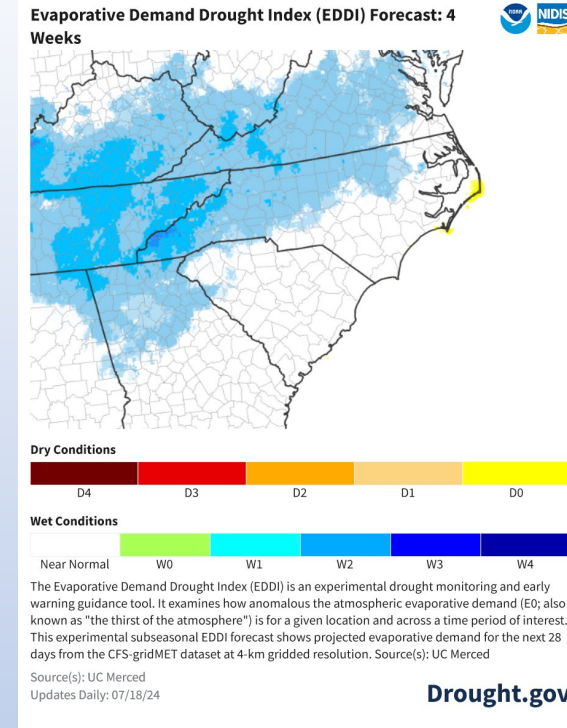 Evaporative Demand Drought Index (EDDI) Forecast: 4
Weeks
NOAA
NIDIS
Dry Conditions
D4 D3 D2 D1 D0
Wet Conditions
Near Normal W0 W1 W2 W3 W4
The Evaporative Demand Drought Index (EDDI) is an experimental drought monitoring and early
warning guidance tool. It examines how anomalous the atmospheric evaporative demand (E0; also
known as "the thirst of the atmosphere") is for a given location and across a time period of interest.
This experimental subseasonal EDDI forecast shows projected evaporative demand for the next 28
days from the CFS-gridMET dataset at 4-km gridded resolution. Source(s): UC Merced
Source(s): UC Merced
Updates Daily: 07/18/24
Drought.gov